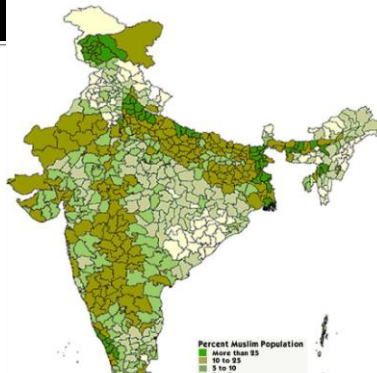 Percent Muslim Population
More than 25
10 to 25
5 to 10